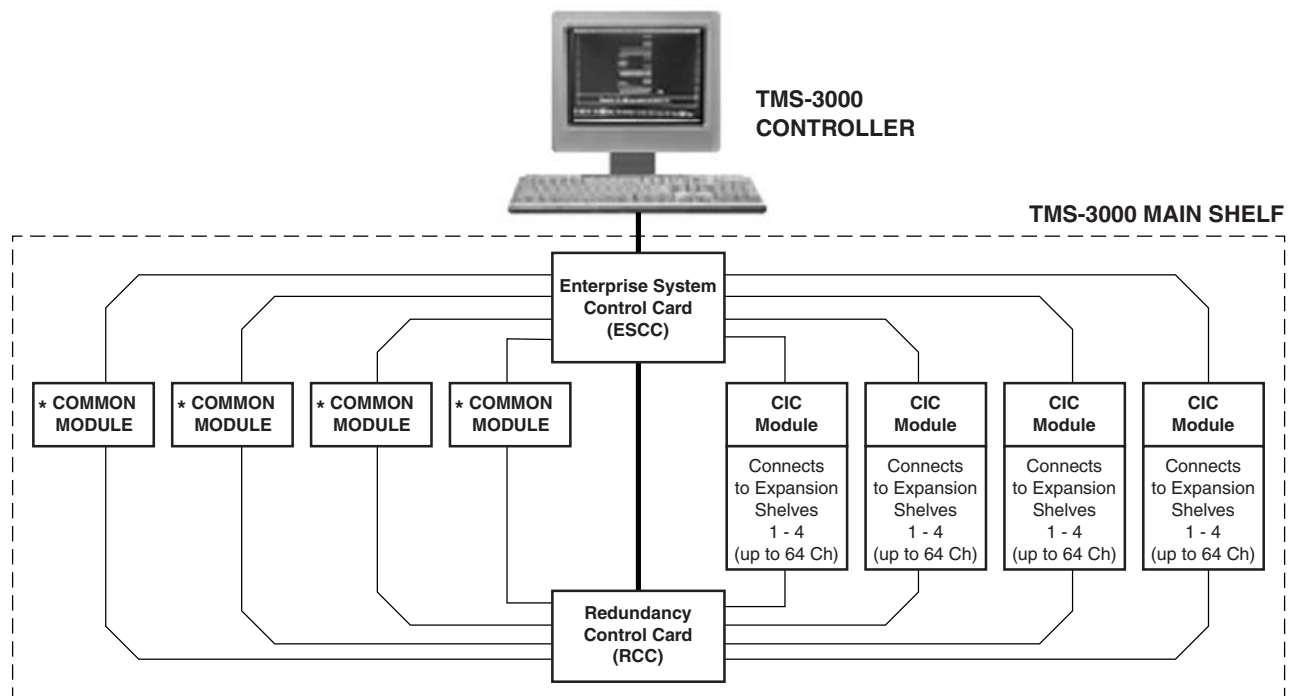 TMS-3000
CONTROLLER
TMS-3000 MAIN SHELF
Enterprise System
Control Card
(ESCC)
* COMMON
MODULE
* COMMON
MODULE
* COMMON
MODULE
* COMMON
MODULE
CIC
Module
Connects
to Expansion
Shelves
1 - 4
(up to 64 Ch)
CIC
Module
Connects
to Expansion
Shelves
1 - 4
(up to 64 Ch)
CIC
Module
Connects
to Expansion
Shelves
1 - 4
(up to 64 Ch)
CIC
Module
Connects
to Expansion
Shelves
1 - 4
(up to 64 Ch)
Redundancy
Control Card
(RCC)